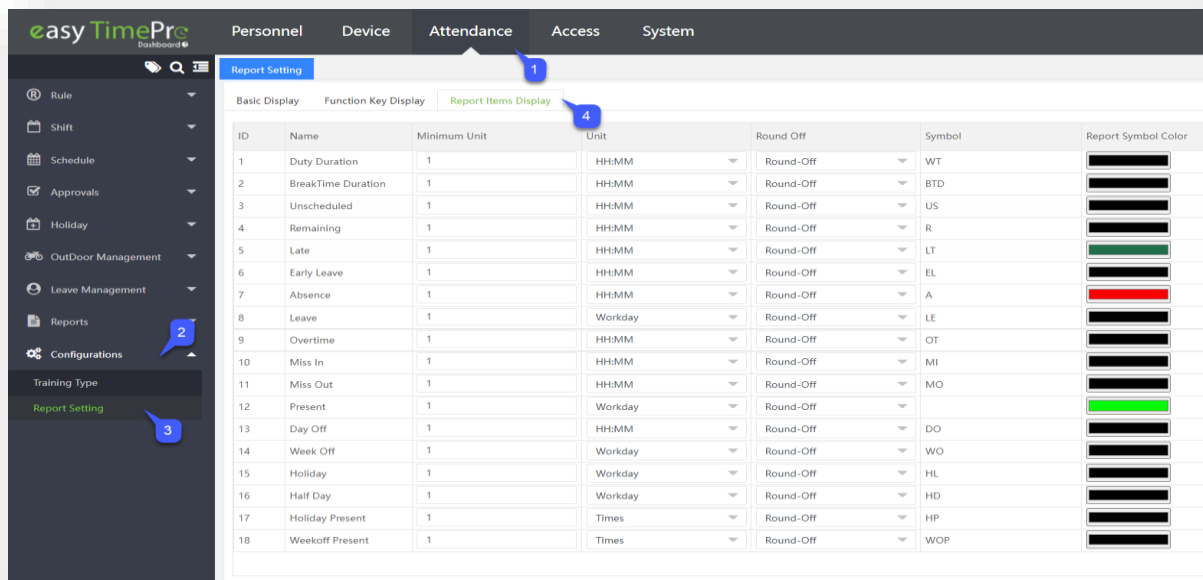 easy TimePro
Dashboard
Personnel Device Attendance Access System
1
Report Setting
Basic Display Function Key Display Report Items Display
4
Rule
Shift
Schedule
Approvals
Holiday
OutDoor Management
Leave Management
Reports
2
Configurations
Training Type
Report Setting
3
ID Name Minimum Unit Unit Round Off Symbol Report Symbol Color
1 Duty Duration 1 HH:MM Round-Off WT
2 BreakTime Duration 1 HH:MM Round-Off BTD
3 Unscheduled 1 HH:MM Round-Off US
4 Remaining 1 HH:MM Round-Off R
5 Late 1 HH:MM Round-Off LT
6 Early Leave 1 HH:MM Round-Off EL
7 Absence 1 HH:MM Round-Off A
8 Leave 1 Workday Round-Off LE
9 Overtime 1 HH:MM Round-Off OT
10 Miss In 1 HH:MM Round-Off MI
11 Miss Out 1 HH:MM Round-Off MO
12 Present 1 Workday Round-Off
13 Day Off 1 HH:MM Round-Off DO
14 Week Off 1 Workday Round-Off WO
15 Holiday 1 Workday Round-Off HL
16 Half Day 1 Workday Round-Off HD
17 Holiday Present 1 Times Round-Off HP
18 Weekoff Present 1 Times Round-Off WOP